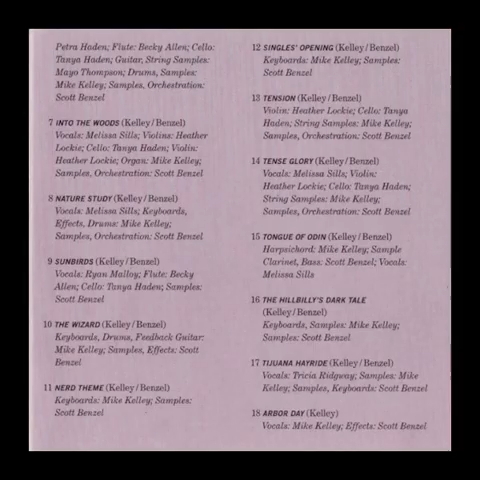 Petra Haden; Flute: Becky Allen; Cello:
Tanya Haden; Guitar, String Samples:
Mayo Thompson; Drums, Samples:
Mike Kelley; Samples, Orchestration:
Scott Benzel
7 INTO THE WOODS (Kelley/Benzel)
Vocals: Melissa Sills; Violins: Heather
Lockie; Cello: Tanya Haden; Violin:
Heather Lockie; Organ: Mike Kelley;
Samples, Orchestration: Scott Benzel
8 NATURE STUDY (Kelley/Benzel)
Vocals: Melissa Sills; Keyboards,
Effects, Drums: Mike Kelley;
Samples, Orchestration: Scott Benzel
9 SUNBIRDS (Kelley/Benzel)
Vocals: Ryan Malloy; Flute: Becky
Allen; Cello: Tanya Haden; Samples:
Scott Benzel
10 THE WIZARD (Kelley/Benzel)
Keyboards, Drums, Feedback Guitar:
Mike Kelley; Samples, Effects: Scott
Benzel
11 NERD THEME (Kelley/Benzel)
Keyboards: Mike Kelley; Samples:
Scott Benzel
12 SINGLES' OPENING (Kelley/Benzel)
Keyboards: Mike Kelley; Samples:
Scott Benzel
13 TENSION (Kelley/Benzel)
Violin: Heather Lockie; Cello: Tanya
Haden; String Samples: Mike Kelley;
Samples, Orchestration: Scott Benzel
14 TENSE GLORY (Kelley/Benzel)
Vocals: Melissa Sills; Violin:
Heather Lockie; Cello: Tanya Haden;
String Samples: Mike Kelley;
Samples, Orchestration: Scott Benzel
15 TONGUE OF ODIN (Kelley/Benzel)
Harpsichord: Mike Kelley; Sample
Clarinet, Bass: Scott Benzel; Vocals:
Melissa Sills
16 THE HILLBILLY'S DARK TALE
(Kelley/Benzel)
Keyboards, Samples: Mike Kelley;
Samples: Scott Benzel
17 TIJUANA HAYRIDE (Kelley/Benzel)
Vocals: Tricia Ridgway; Samples: Mike
Kelley; Samples, Keyboards: Scott Benzel
18 ARBOR DAY (Kelley)
Vocals: Mike Kelley; Effects: Scott Benzel